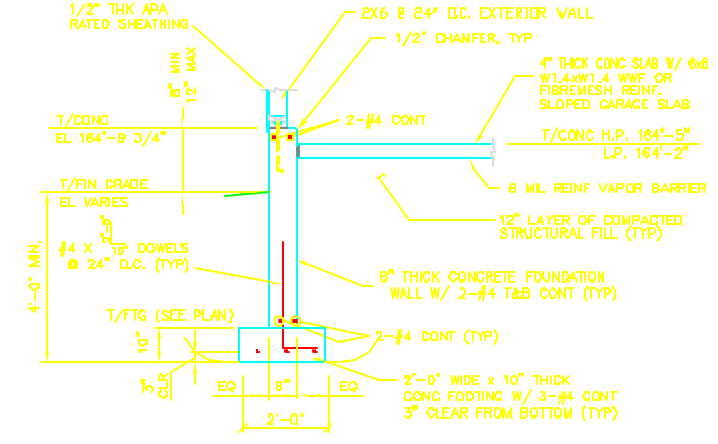 1/2" THK APA
RATED SHEATHING
2X6 @ 24" O.C. EXTERIOR WALL
1/2" CHAMFER, TYP
8" MIN
12" MAX
4" THICK CONC SLAB W/ 6x6
W1.4xW1.4 WWF OR
FIBREMESH REINF.
SLOPED GARAGE SLAB
T/CONC
EL 164'-9 3/4"
2-#4 CONT
T/CONC H.P. 164'-5"
L.P. 164'-2"
T/FIN GRADE
EL VARIES
6 MIL REINF VAPOR BARRIER
12" LAYER OF COMPACTED
STRUCTURAL FILL (TYP)
#4 X 10" DOWELS
@ 24" O.C. (TYP)
4'-0" MIN.
8" THICK CONCRETE FOUNDATION
WALL W/ 2-#4 T&B CONT (TYP)
T/FTG (SEE PLAN)
10"
2-#4 CONT (TYP)
3"
CLR
EQ 8" EQ
2'-0"
2'-0" WIDE x 10" THICK
CONC FOOTING W/ 3-#4 CONT
3" CLEAR FROM BOTTOM (TYP)